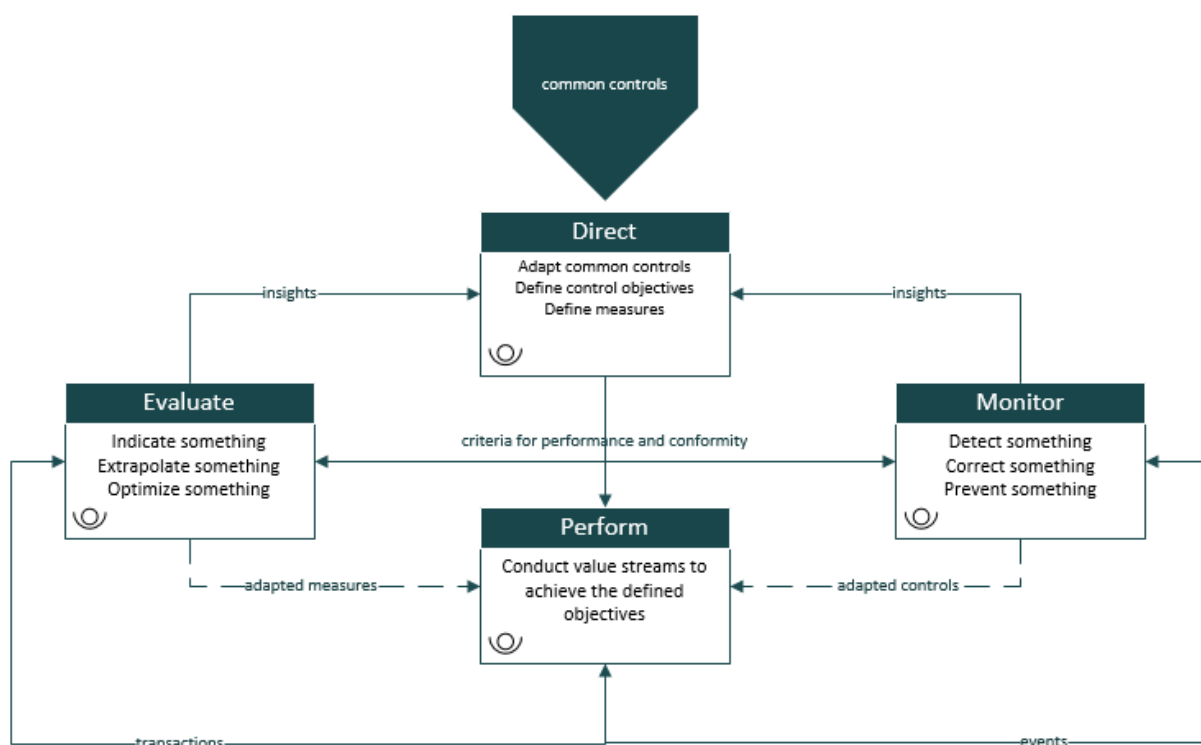 common controls
Direct
Adapt common controls
Define control objectives
Define measures
insights
insights
Evaluate
Indicate something
Extrapolate something
Optimize something
criteria for performance and conformity
Monitor
Detect something
Correct something
Prevent something
Perform
Conduct value streams to
achieve the defined
objectives
adapted measures
adapted controls
transactions
events